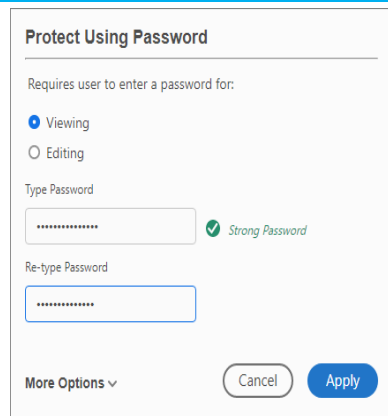 Protect Using Password
Requires user to enter a password for:
Viewing
Editing
Type Password
•••••••••••••••
Strong Password
Re-type Password
••••••••••••••
More Options
Cancel
Apply